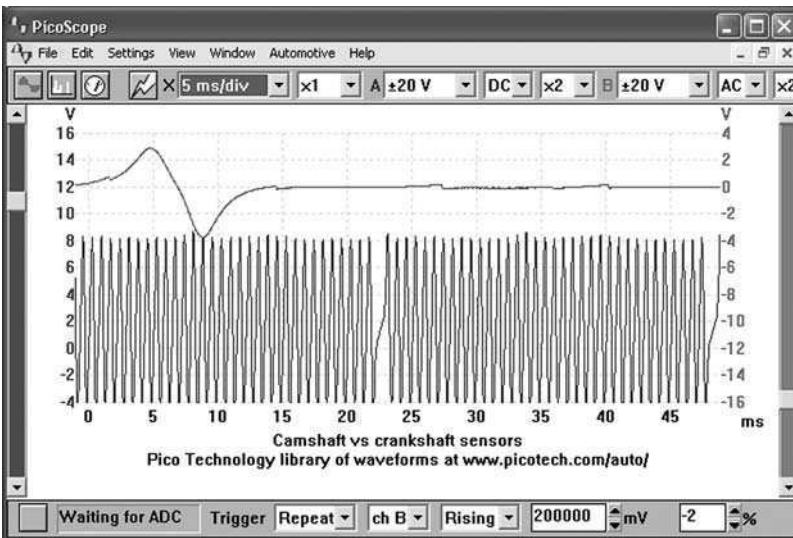 PicoScope
File Edit Settings View Window Automotive Help
X 5 ms/div x1 A ±20 V DC x2 B ±20 V AC x2
V V
16 4
14 2
12 0
10 -2
8 -4
6 -6
4 -8
2 -10
0 -12
-2 -14
-4 -16
0 5 10 15 20 25 30 35 40 45 ms
Camshaft vs crankshaft sensors
Pico Technology library of waveforms at www.picotech.com/auto/
Waiting for ADC Trigger Repeat ch B Rising 200000 mV -2 %